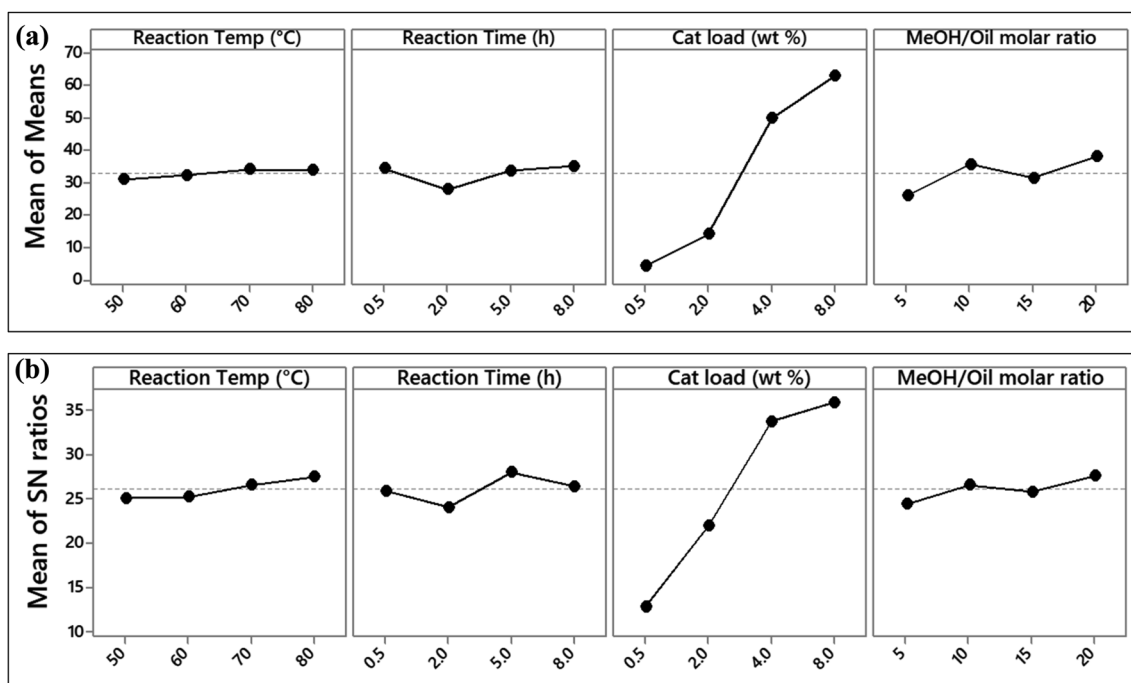 (a)
Reaction Temp (°C) Reaction Time (h) Cat load (wt %) MeOH/Oil molar ratio
Mean of Means
70
60
50
40
30
20
10
0
50 60 70 80 0.5 2.0 5.0 8.0 0.5 2.0 4.0 8.0 5 10 15 20
(b)
Reaction Temp (°C) Reaction Time (h) Cat load (wt %) MeOH/Oil molar ratio
Mean of SN ratios
35
30
25
20
15
10
50 60 70 80 0.5 2.0 5.0 8.0 0.5 2.0 4.0 8.0 5 10 15 20